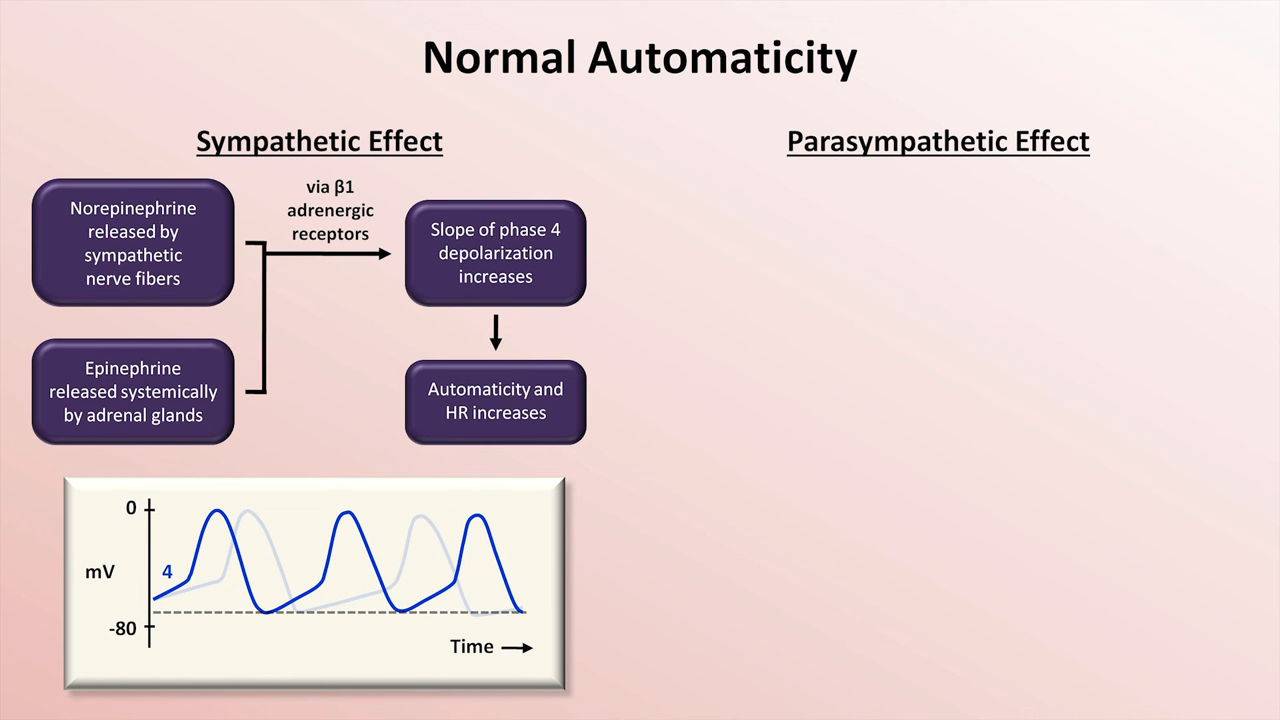 Normal Automaticity
Sympathetic Effect
Parasympathetic Effect
Norepinephrine
released by
sympathetic
nerve fibers
via β1
adrenergic
receptors
Slope of phase 4
depolarization
increases
Epinephrine
released systemically
by adrenal glands
Automaticity and
HR increases
0
mV
4
-80
Time